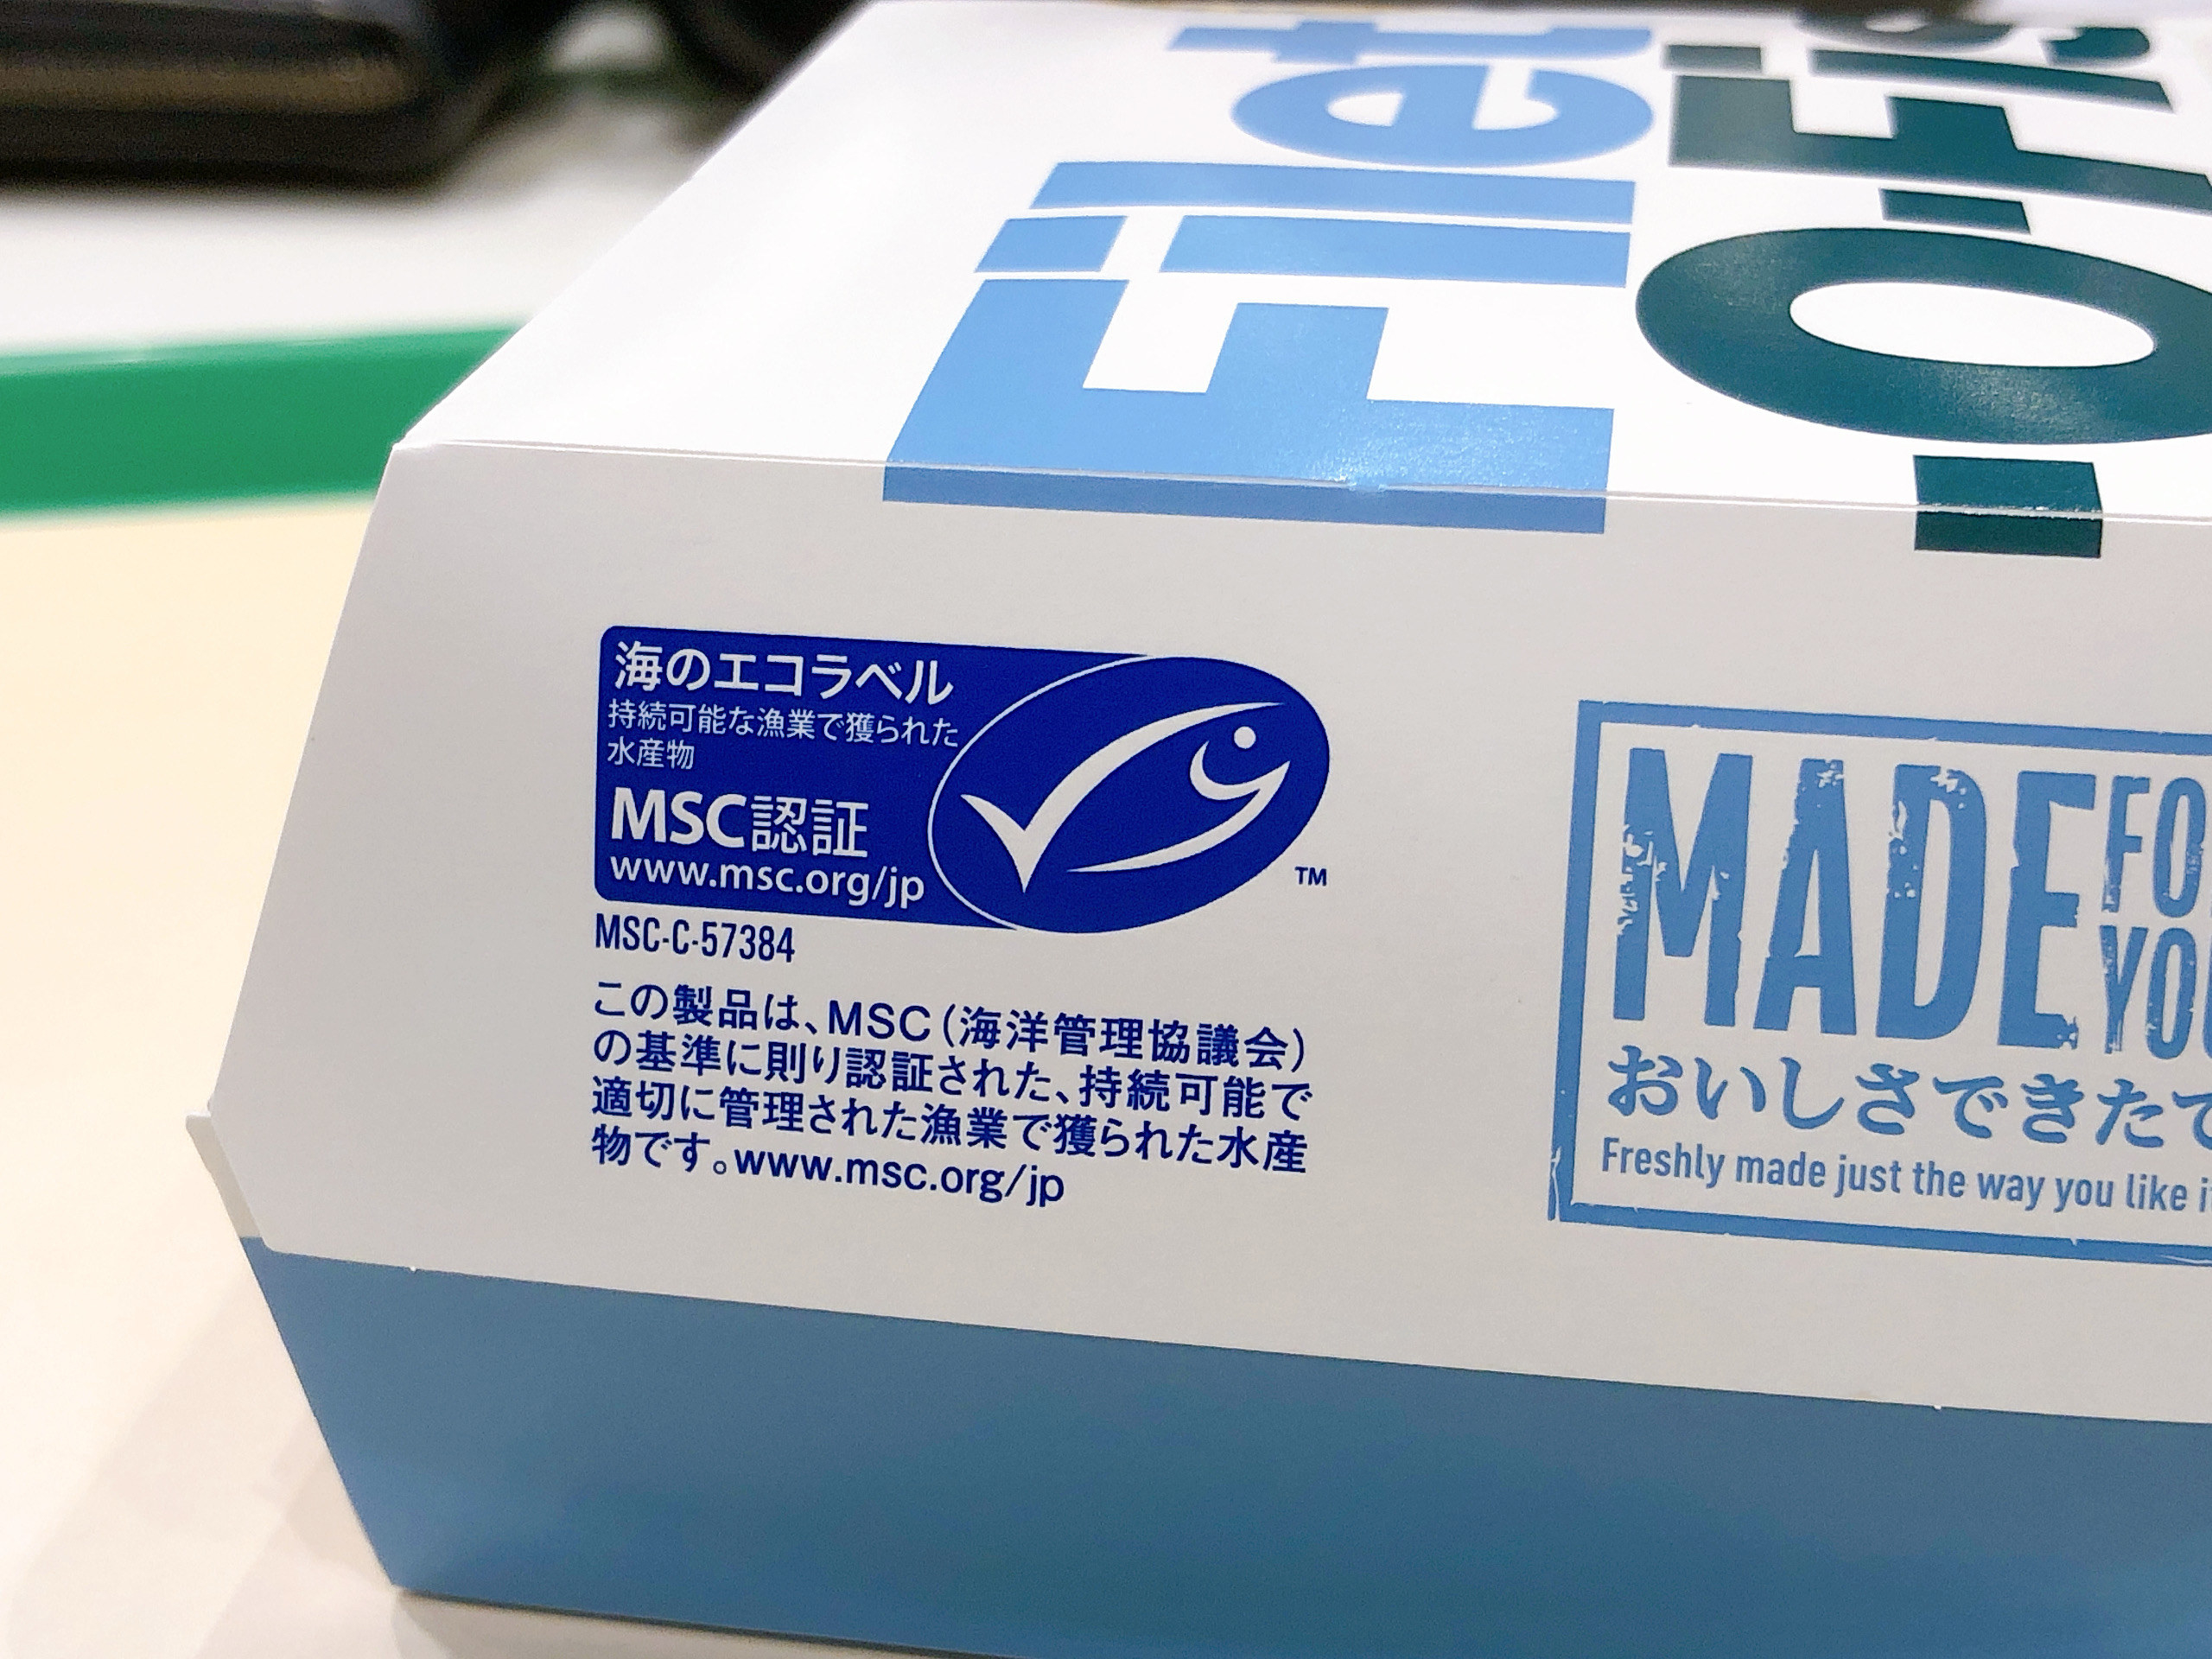 Filet
海のエコラベル
持続可能な漁業で獲られた
水産物
MSC認証
www.msc.org/jp
TM
MSC-C-57384
この製品は、MSC(海洋管理協議会)
の基準に則り認証された、持続可能で
適切に管理された漁業で獲られた水産
物です。www.msc.org/jp
MADE
おいしさできた
Freshly made just the way you like